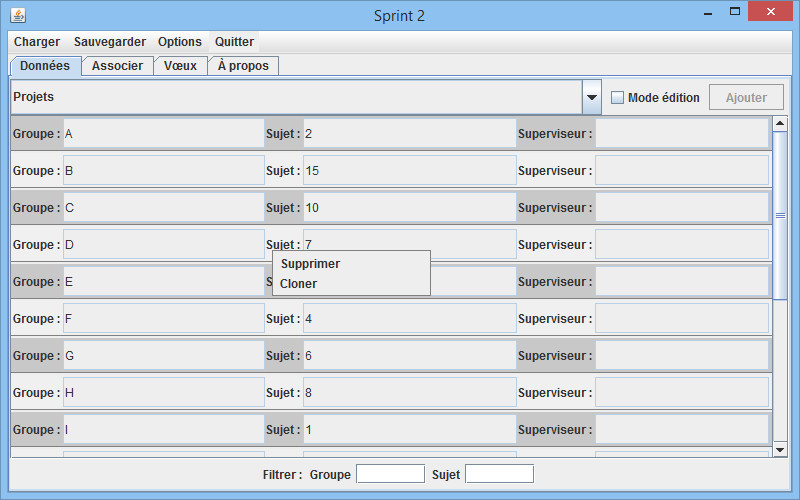 Sprint 2
Charger Sauvegarder Options Quitter
Données Associer Vœux À propos
Projets Mode édition Ajouter
Groupe : A Sujet : 2 Superviseur :
Groupe : B Sujet : 15 Superviseur :
Groupe : C Sujet : 10 Superviseur :
Groupe : D Sujet : 7 Superviseur :
Supprimer
Groupe : E Superviseur :
Cloner
Groupe : F Sujet : 4 Superviseur :
Groupe : G Sujet : 6 Superviseur :
Groupe : H Sujet : 8 Superviseur :
Groupe : I Sujet : 1 Superviseur :
Filtrer : Groupe Sujet